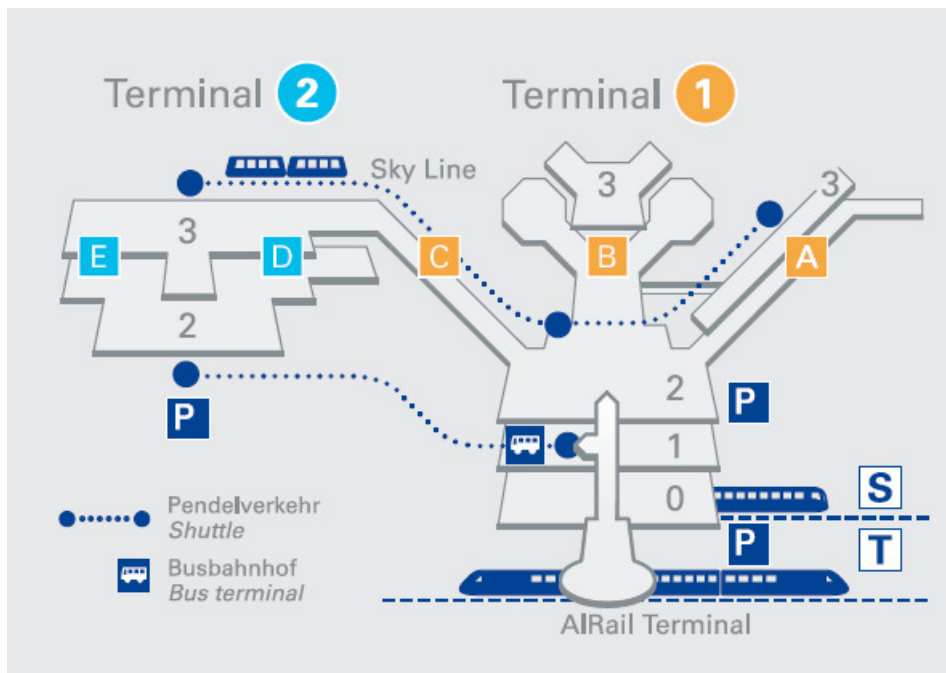 Terminal 2
Terminal 1
Sky Line
3
3
3
E
D
C
B
A
2
2
P
P
1
0
S
P
T
Pendelverkehr
Shuttle
Busbahnhof
Bus terminal
AIRail Terminal